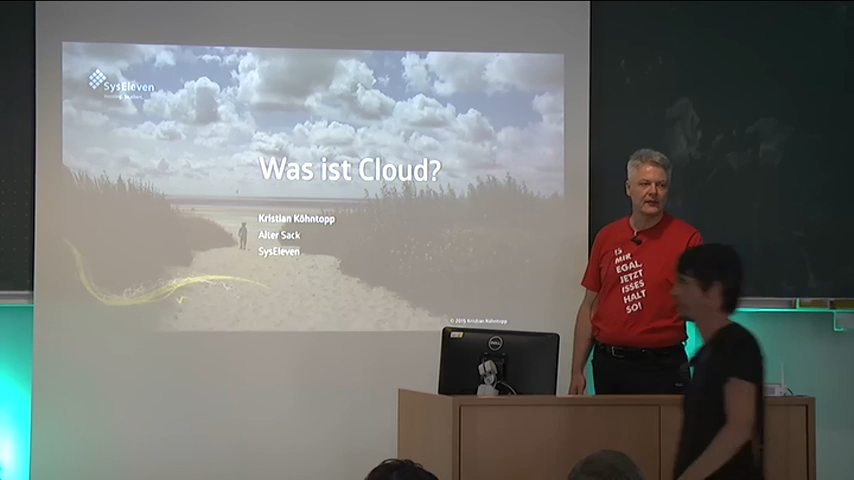 SysEleven
Was ist Cloud?
Kristian Köhntopp
Alter Sack
SysEleven
© 2015 Kristian Köhntopp
IS
MIR
EGAL,
JETZT
ISSES
HALT
SO!
DELL